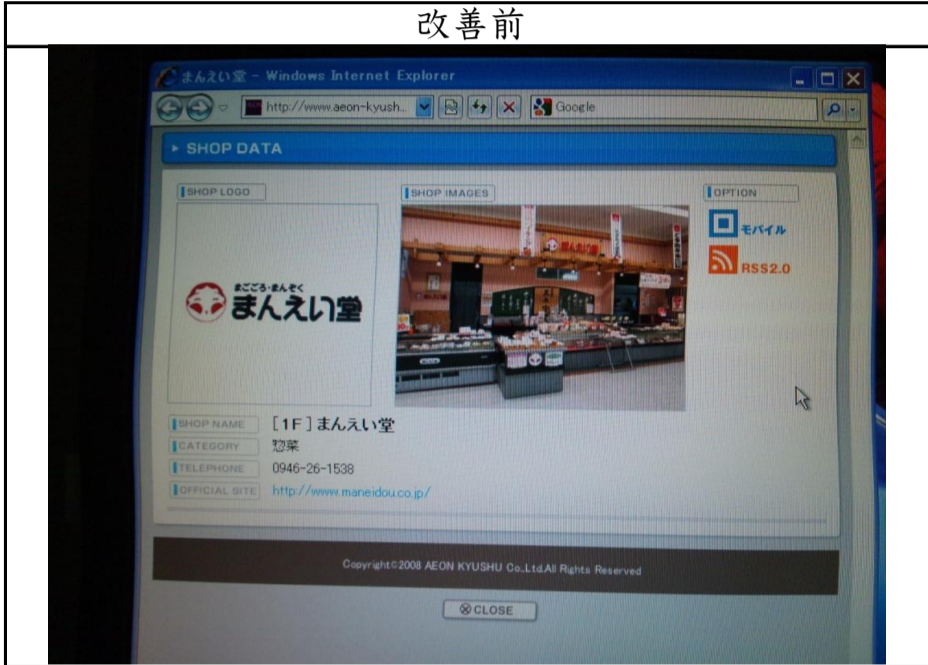 改善前
まんえい堂 - Windows Internet Explorer
http://www.aeon-kyush...
Google
SHOP DATA
SHOP LOGO
SHOP IMAGES
OPTION
モバイル
RSS2.0
まごころ・まんぞく
まんえい堂
まんえい堂
SHOP NAME [1F]まんえい堂
CATEGORY 惣菜
TELEPHONE 0946-26-1538
OFFICIAL SITE http://www.maneidou.co.jp/
Copyright©2008 AEON KYUSHU Co.,Ltd.All Rights Reserved
CLOSE